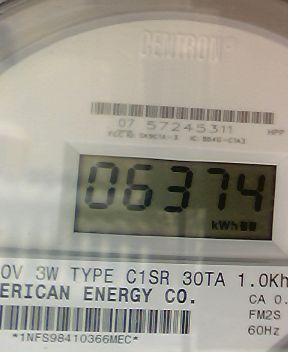 CENTRON®
07 57245311
HPP
06374
kWh
0V 3W TYPE C1SR 30TA 1.0Kh
ERICAN ENERGY CO.
CA 0.
FM2S
60Hz
*1NFS98410366MEC*